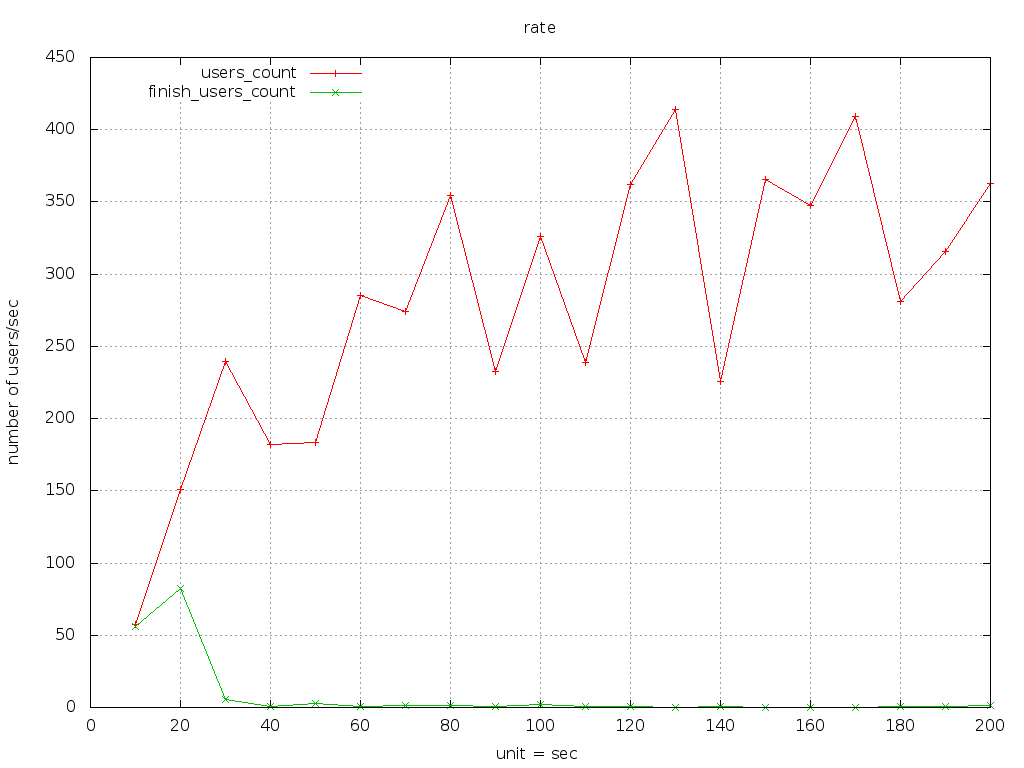 rate
users_count
finish_users_count
450
400
350
300
250
200
150
100
50
0
number of users/sec
0 20 40 60 80 100 120 140 160 180 200
unit = sec